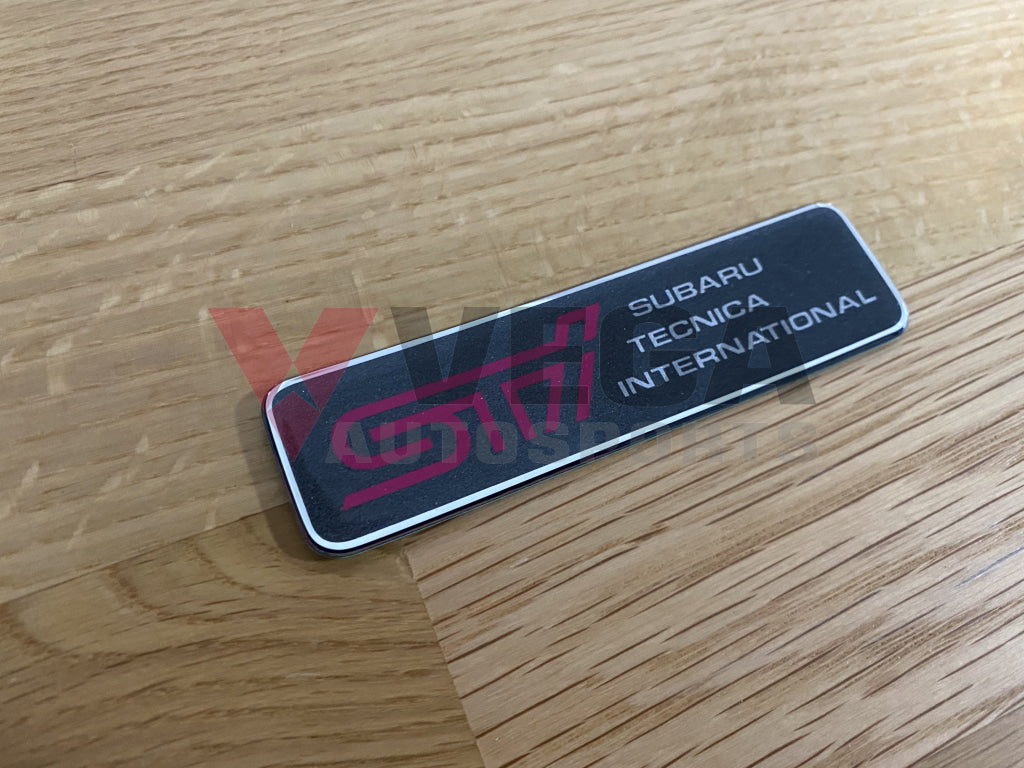 STI
SUBARU
TECNICA
INTERNATIONAL
VEGA
AUTOSPORTS